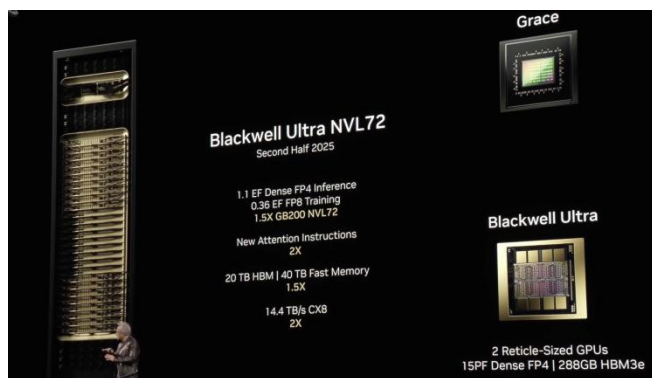 Grace
Blackwell Ultra NVL72
Second Half 2025
1.1 EF Dense FP4 Inference
0.36 EF FP8 Training
1.5X GB200 NVL72
New Attention Instructions
2X
20 TB HBM | 40 TB Fast Memory
1.5X
14.4 TB/s CX8
2X
Blackwell Ultra
2 Reticle-Sized GPUs
15PF Dense FP4 | 288GB HBM3e